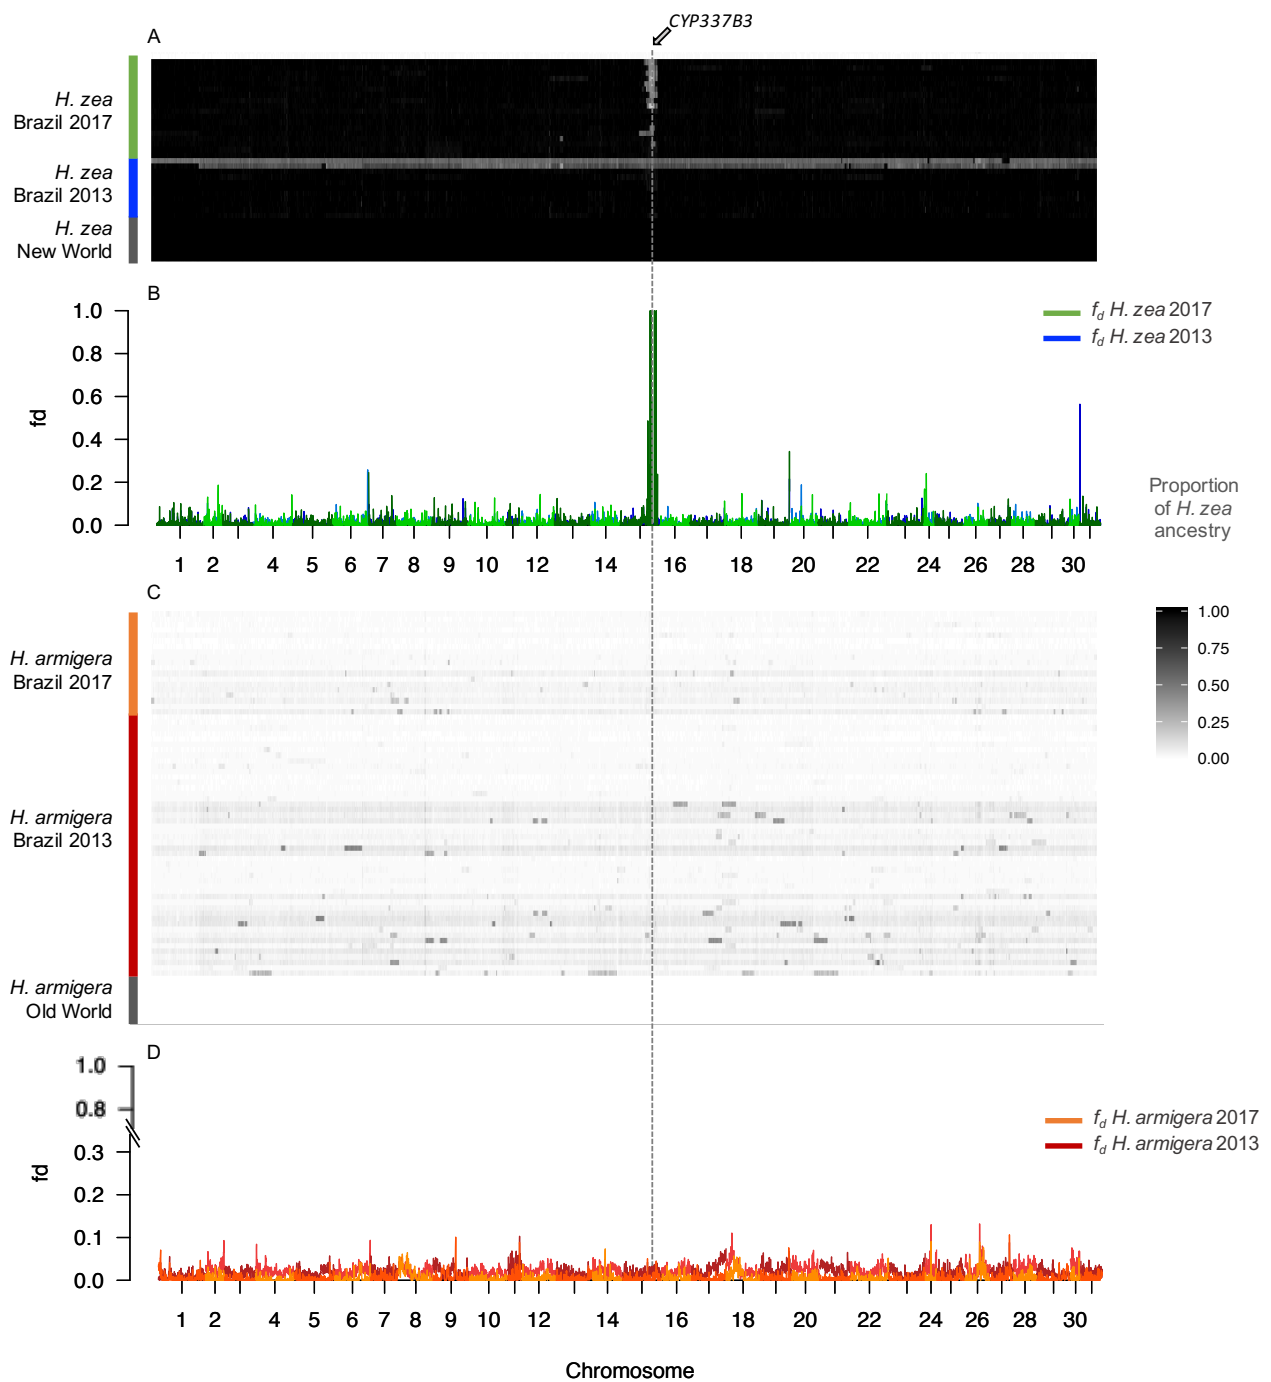 CYP337B3
A
H. zea
Brazil 2017
H. zea
Brazil 2013
H. zea
New World
B
1.0
0.8
0.6
0.4
0.2
0.0
fd
fd H. zea 2017
fd H. zea 2013
1 2 4 5 6 7 8 9 10 12 14 16 18 20 22 24 26 28 30
Proportion
of H. zea
ancestry
1.00
0.75
0.50
0.25
0.00
C
H. armigera
Brazil 2017
H. armigera
Brazil 2013
H. armigera
Old World
D
1.0
0.8
0.3
0.2
0.1
0.0
fd
fd H. armigera 2017
fd H. armigera 2013
1 2 4 5 6 7 8 9 10 12 14 16 18 20 22 24 26 28 30
Chromosome